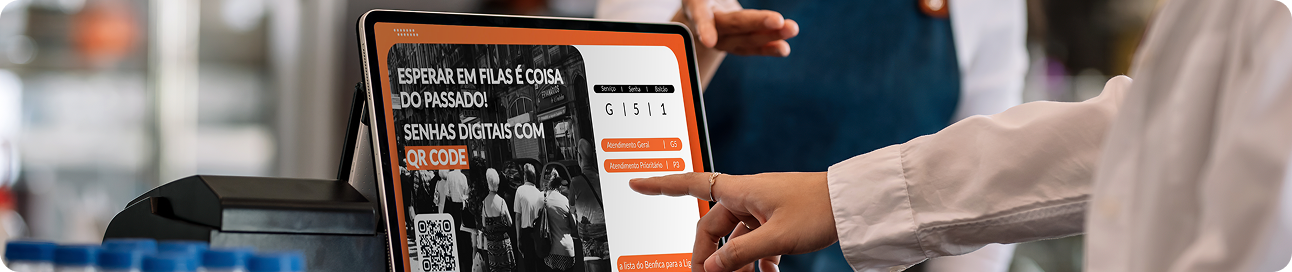 ESPERAR EM FILAS É COISA
DO PASSADO!
SENHAS DIGITAIS COM
QR CODE
Serviço | Senha | Balcão
G | 5 | 1
Atendimento Geral | G5
Atendimento Prioritário | P3
a lista do Benfica para a Li